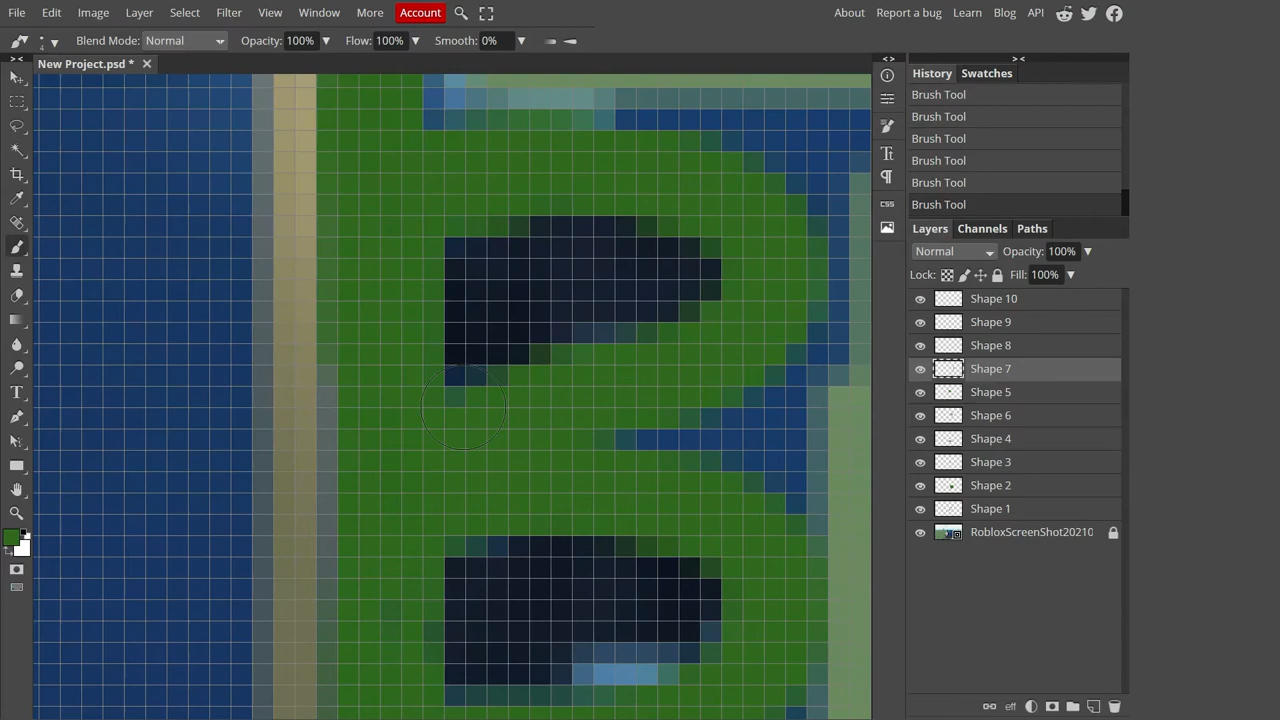 File Edit Image Layer Select Filter View Window More Account About Report a bug Learn Blog API
4 Blend Mode: Normal Opacity: 100% Flow: 100% Smooth: 0%
New Project.psd *
History Swatches
Brush Tool
Brush Tool
Brush Tool
Brush Tool
Brush Tool
Brush Tool
Layers Channels Paths
Normal Opacity: 100%
Lock: Fill: 100%
Shape 10
Shape 9
Shape 8
Shape 7
Shape 5
Shape 6
Shape 4
Shape 3
Shape 2
Shape 1
RobloxScreenShot20210
CSS
eff